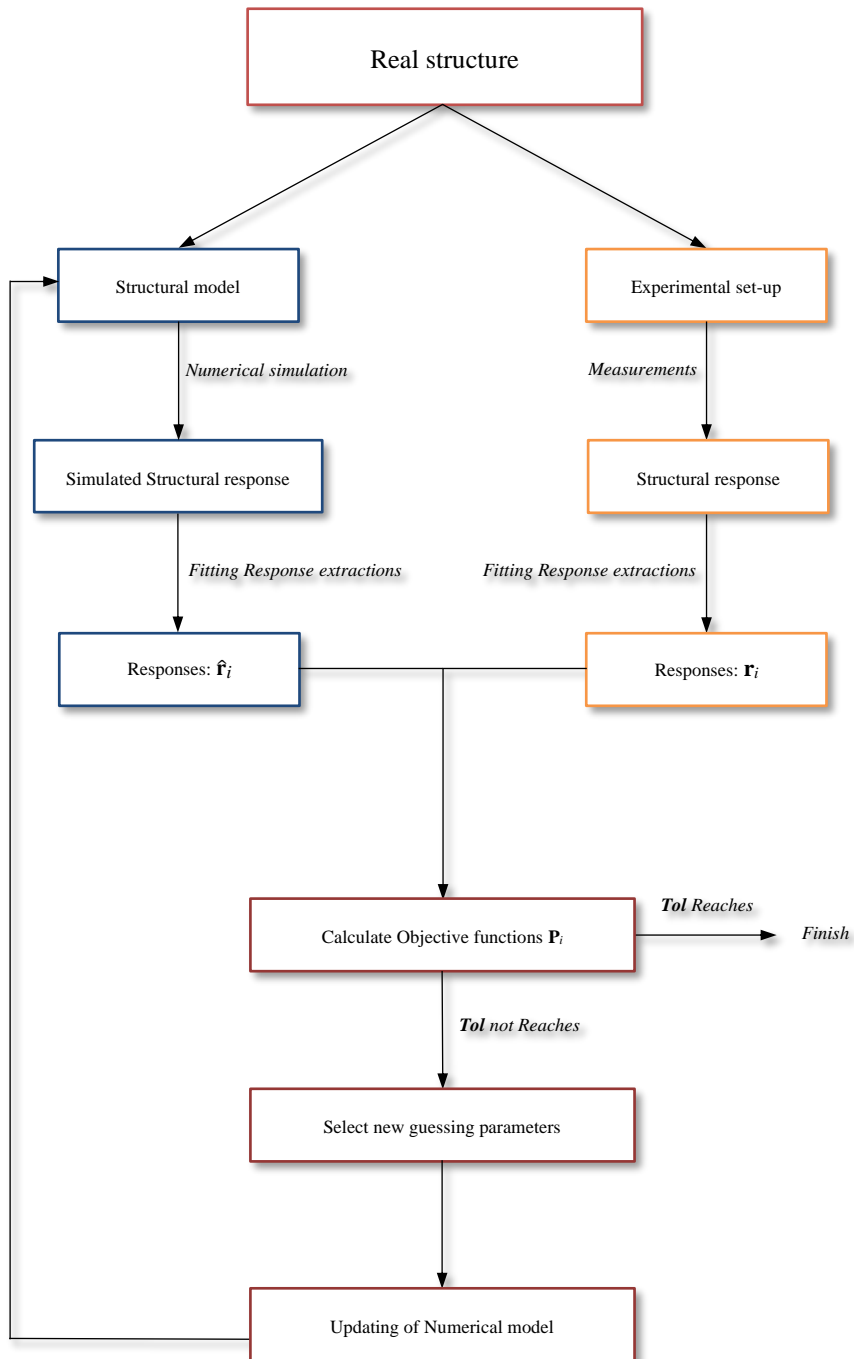 Real structure
Structural model
Experimental set-up
Numerical simulation
Measurements
Simulated Structural response
Structural response
Fitting Response extractions
Fitting Response extractions
Responses: r̂i
Responses: ri
Calculate Objective functions Pi
Tol Reaches
Finish
Tol not Reaches
Select new guessing parameters
Updating of Numerical model